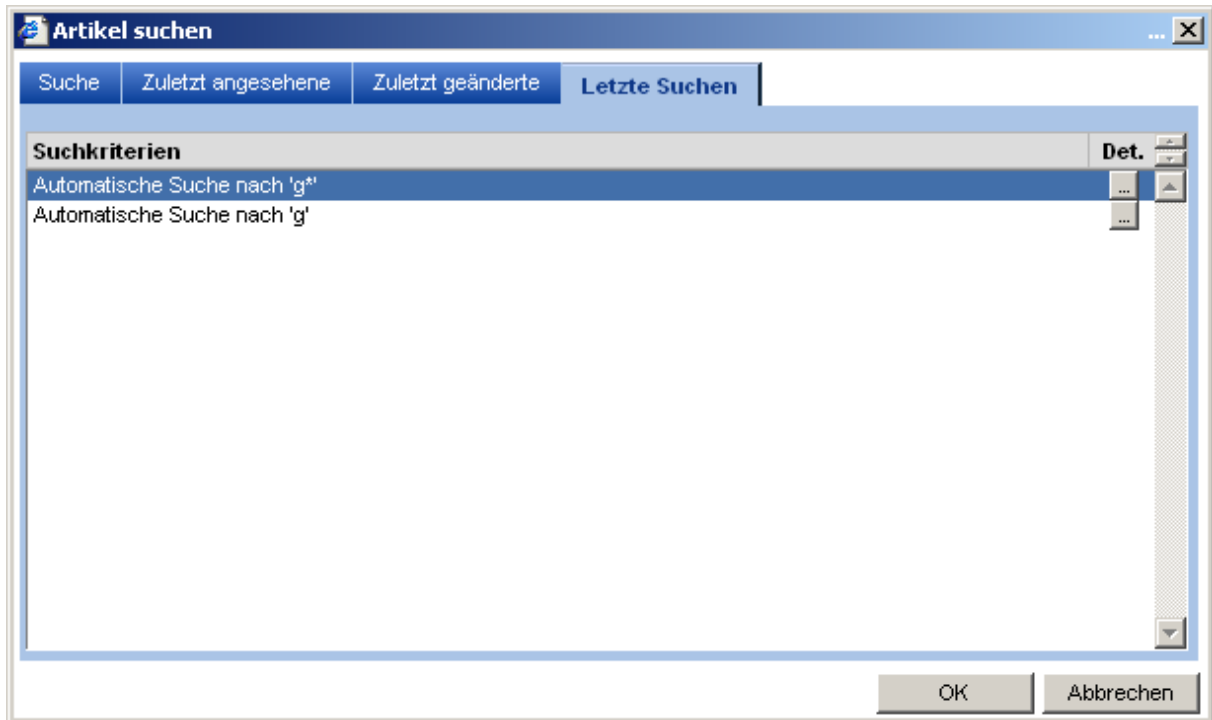 Artikel suchen ...
Suche Zuletzt angesehene Zuletzt geänderte Letzte Suchen
Suchkriterien Det.
Automatische Suche nach 'g*' ...
Automatische Suche nach 'g' ...
OK Abbrechen